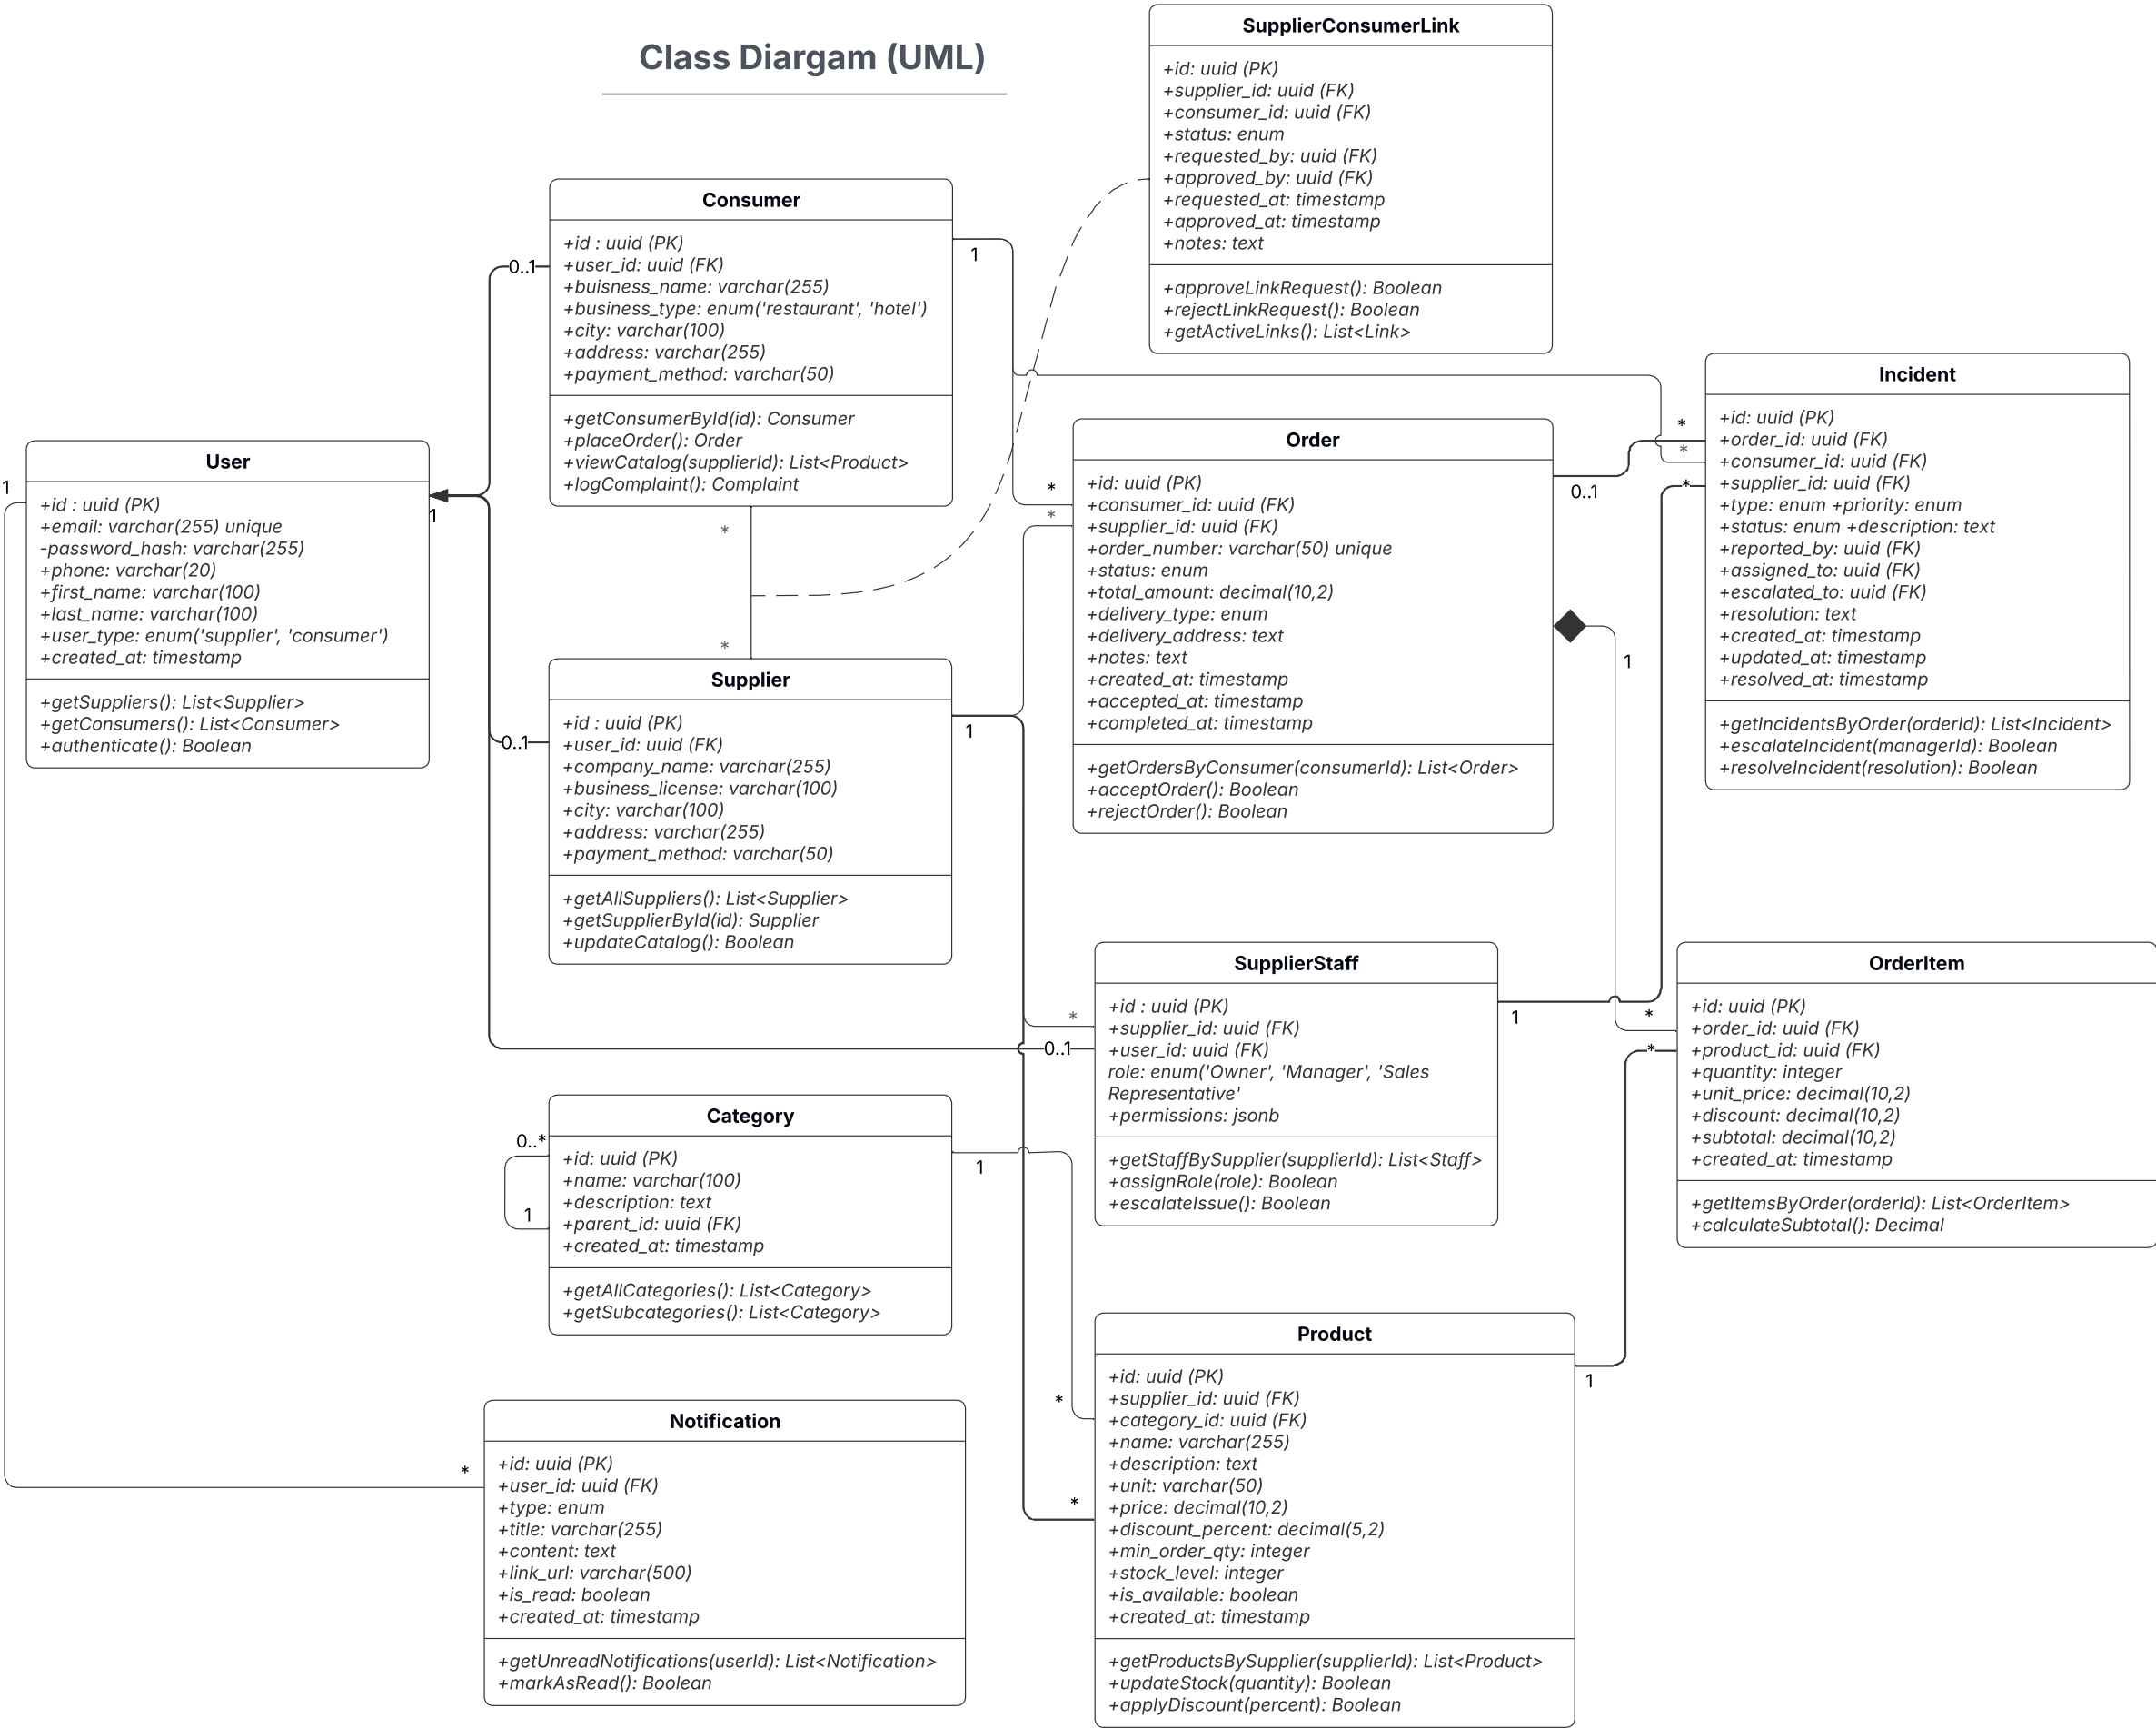 Class Diargam (UML)
SupplierConsumerLink
+id: uuid (PK)
+supplier_id: uuid (FK)
+consumer_id: uuid (FK)
+status: enum
+requested_by: uuid (FK)
+approved_by: uuid (FK)
+requested_at: timestamp
+approved_at: timestamp
+notes: text
+approveLinkRequest(): Boolean
+rejectLinkRequest(): Boolean
+getActiveLinks(): List<Link>
Consumer
+id : uuid (PK)
+user_id: uuid (FK)
+buisness_name: varchar(255)
+business_type: enum('restaurant', 'hotel')
+city: varchar(100)
+address: varchar(255)
+payment_method: varchar(50)
+getConsumerById(id): Consumer
+placeOrder(): Order
+viewCatalog(supplierId): List<Product>
+logComplaint(): Complaint
0..1
1
*
*
User
+id : uuid (PK)
+email: varchar(255) unique
-password_hash: varchar(255)
+phone: varchar(20)
+first_name: varchar(100)
+last_name: varchar(100)
+user_type: enum('supplier', 'consumer')
+created_at: timestamp
+getSuppliers(): List<Supplier>
+getConsumers(): List<Consumer>
+authenticate(): Boolean
1
1
Supplier
+id : uuid (PK)
+user_id: uuid (FK)
+company_name: varchar(255)
+business_license: varchar(100)
+city: varchar(100)
+address: varchar(255)
+payment_method: varchar(50)
+getAllSuppliers(): List<Supplier>
+getSupplierById(id): Supplier
+updateCatalog(): Boolean
0..1
1
Order
+id: uuid (PK)
+consumer_id: uuid (FK)
+supplier_id: uuid (FK)
+order_number: varchar(50) unique
+status: enum
+total_amount: decimal(10,2)
+delivery_type: enum
+delivery_address: text
+notes: text
+created_at: timestamp
+accepted_at: timestamp
+completed_at: timestamp
+getOrdersByConsumer(consumerId): List<Order>
+acceptOrder(): Boolean
+rejectOrder(): Boolean
*
*
0..1
1
Incident
+id: uuid (PK)
+order_id: uuid (FK)
+consumer_id: uuid (FK)
+supplier_id: uuid (FK)
+type: enum +priority: enum
+status: enum +description: text
+reported_by: uuid (FK)
+assigned_to: uuid (FK)
+escalated_to: uuid (FK)
+resolution: text
+created_at: timestamp
+updated_at: timestamp
+resolved_at: timestamp
+getIncidentsByOrder(orderId): List<Incident>
+escalateIncident(managerId): Boolean
+resolveIncident(resolution): Boolean
*
*
*
SupplierStaff
+id : uuid (PK)
+supplier_id: uuid (FK)
+user_id: uuid (FK)
role: enum('Owner', 'Manager', 'Sales
Representative'
+permissions: jsonb
+getStaffBySupplier(supplierId): List<Staff>
+assignRole(role): Boolean
+escalateIssue(): Boolean
*
0..1
1
OrderItem
+id: uuid (PK)
+order_id: uuid (FK)
+product_id: uuid (FK)
+quantity: integer
+unit_price: decimal(10,2)
+discount: decimal(10,2)
+subtotal: decimal(10,2)
+created_at: timestamp
+getItemsByOrder(orderId): List<OrderItem>
+calculateSubtotal(): Decimal
*
*
Category
+id: uuid (PK)
+name: varchar(100)
+description: text
+parent_id: uuid (FK)
+created_at: timestamp
+getAllCategories(): List<Category>
+getSubcategories(): List<Category>
0..*
1
1
Product
+id: uuid (PK)
+supplier_id: uuid (FK)
+category_id: uuid (FK)
+name: varchar(255)
+description: text
+unit: varchar(50)
+price: decimal(10,2)
+discount_percent: decimal(5,2)
+min_order_qty: integer
+stock_level: integer
+is_available: boolean
+created_at: timestamp
+getProductsBySupplier(supplierId): List<Product>
+updateStock(quantity): Boolean
+applyDiscount(percent): Boolean
*
*
1
Notification
+id: uuid (PK)
+user_id: uuid (FK)
+type: enum
+title: varchar(255)
+content: text
+link_url: varchar(500)
+is_read: boolean
+created_at: timestamp
+getUnreadNotifications(userId): List<Notification>
+markAsRead(): Boolean
*